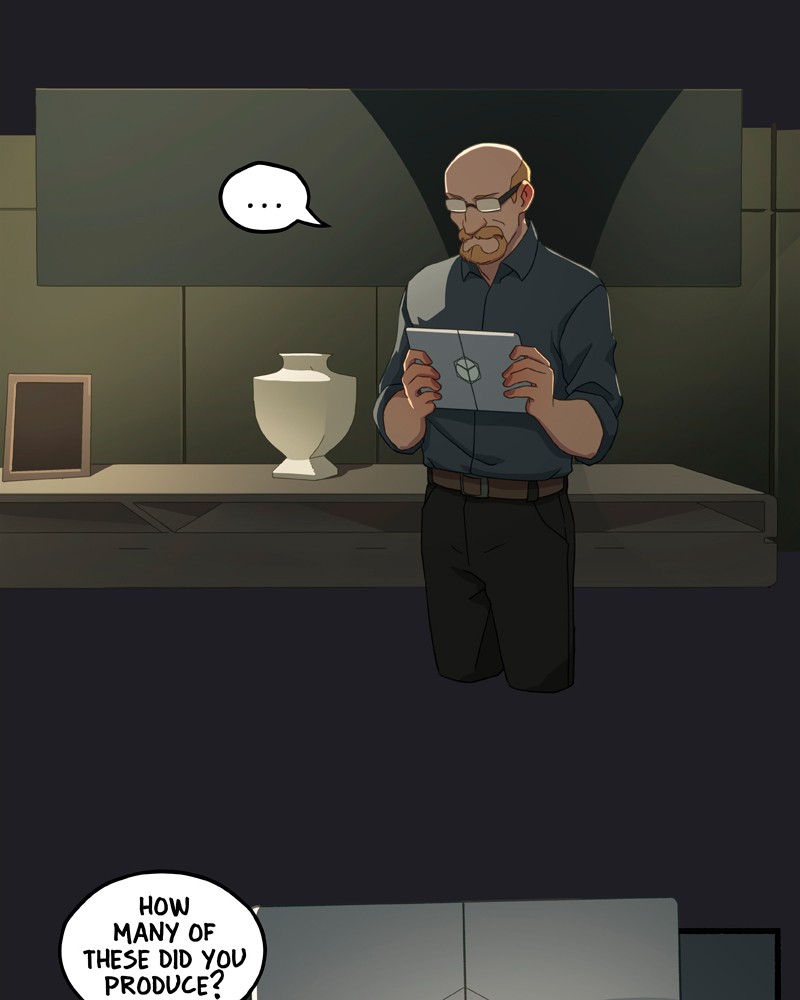 ...
HOW
MANY OF
THESE DID YOU
PRODUCE?